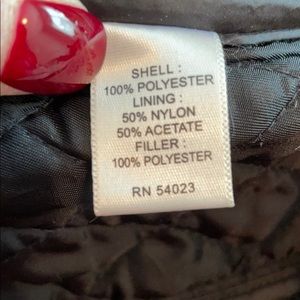 SHELL :
100% POLYESTER
LINING :
50% NYLON
50% ACETATE
FILLER :
100% POLYESTER
RN 54023